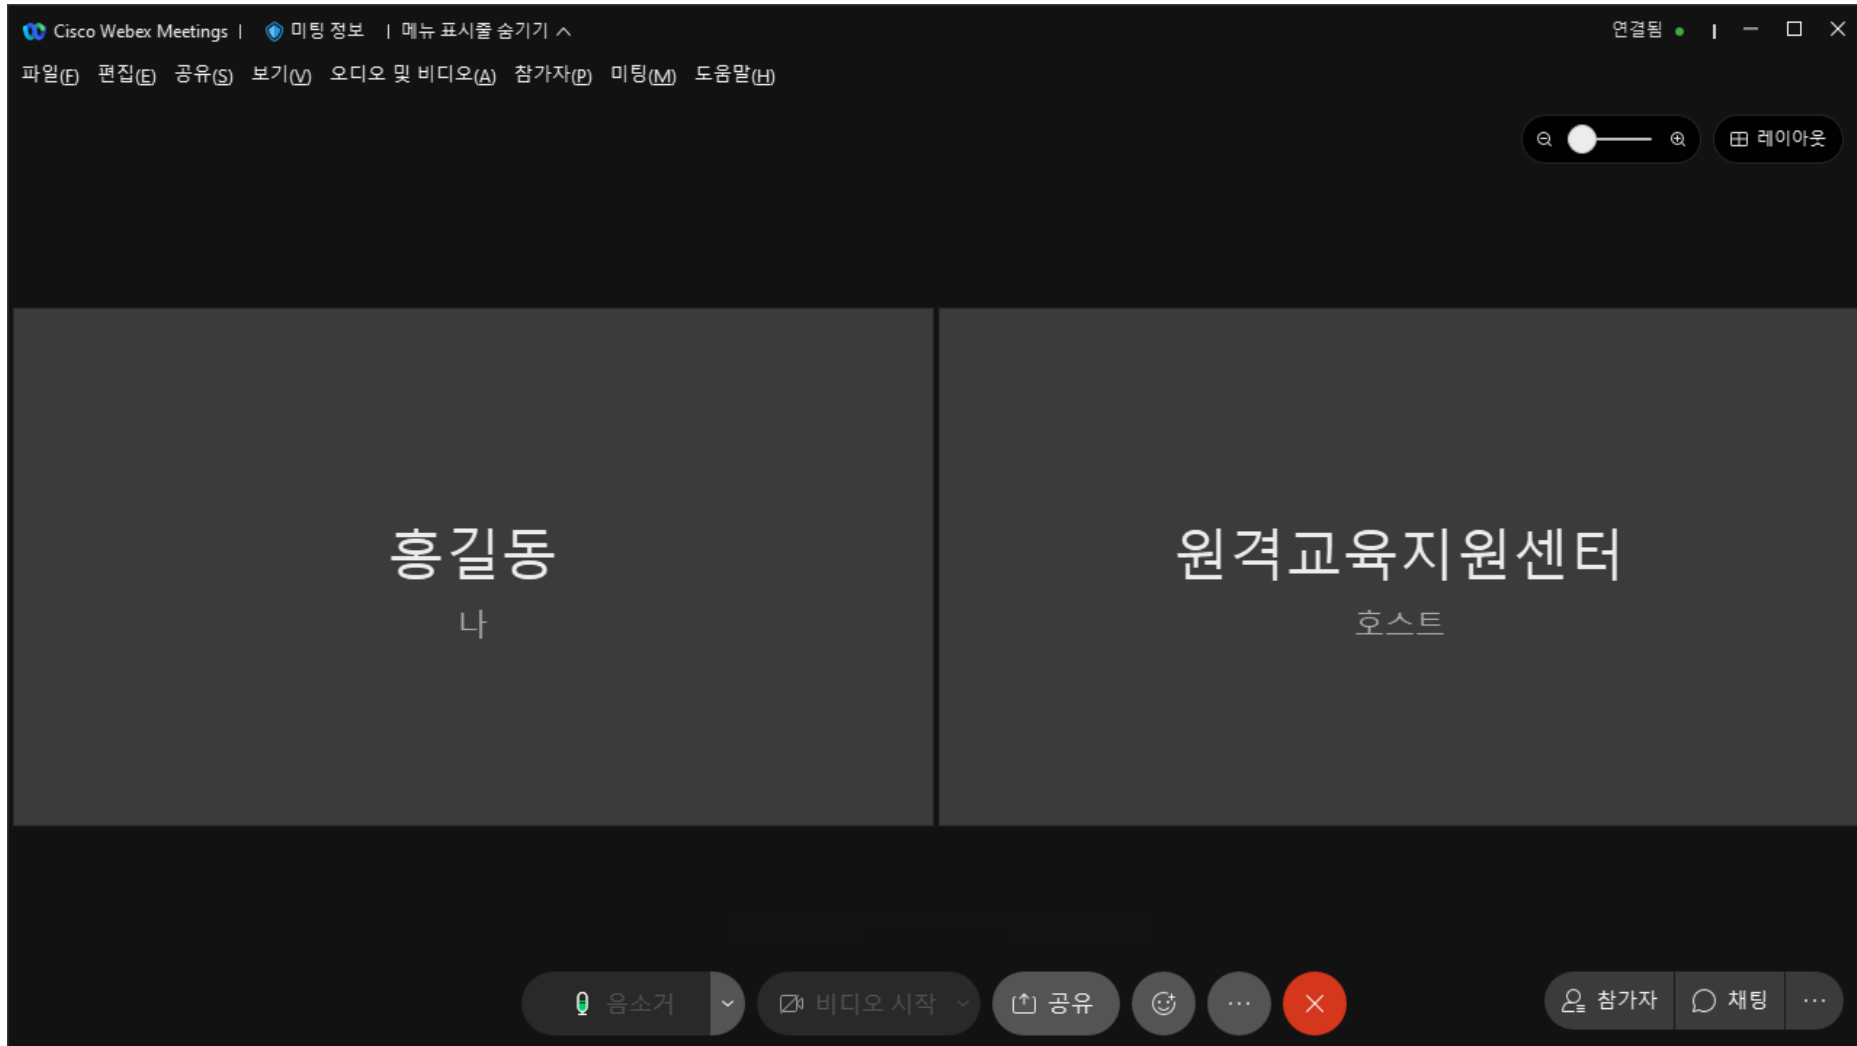 Cisco Webex Meetings | 미팅 정보 | 메뉴 표시줄 숨기기 연결됨
파일(F) 편집(E) 공유(S) 보기(V) 오디오 및 비디오(A) 참가자(P) 미팅(M) 도움말(H)
레이아웃
홍길동
나
원격교육지원센터
호스트
음소거 비디오 시작 공유 참가자 채팅